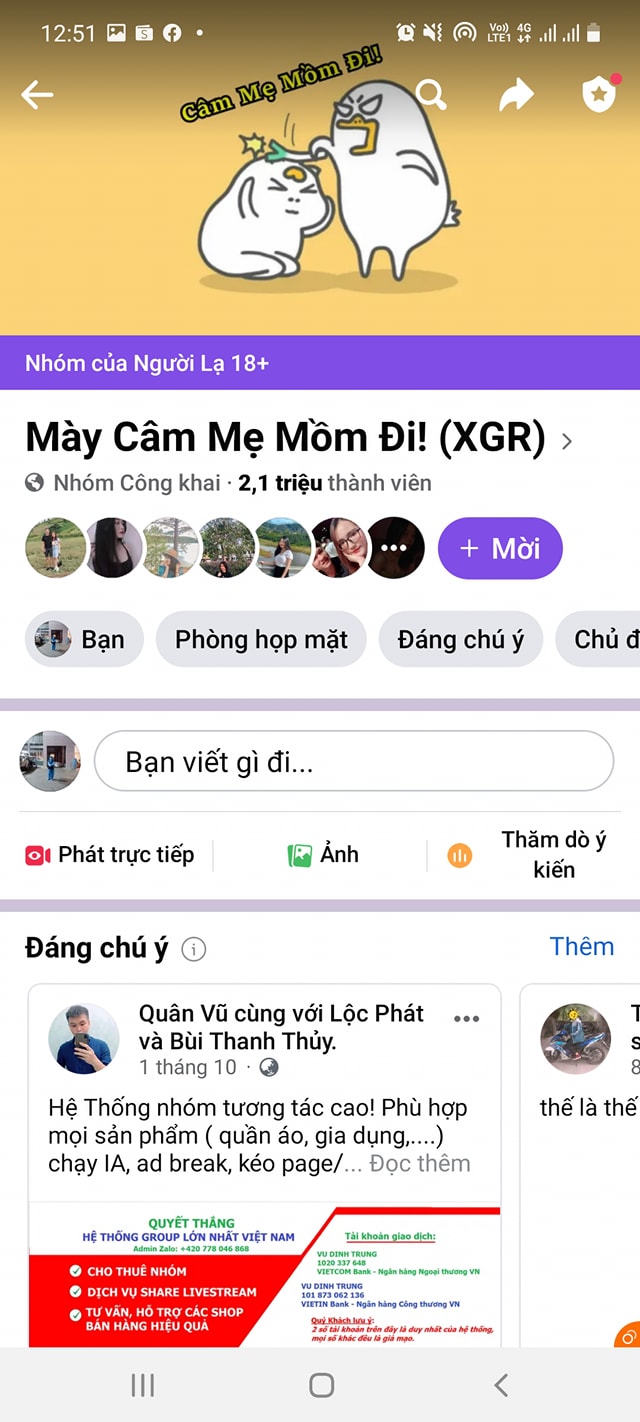 12:51
Vo)) 4G
LTE1
Câm Mẹ Mồm Đi!
Nhóm của Người Lạ 18+
Mày Câm Mẹ Mồm Đi! (XGR)
Nhóm Công khai · 2,1 triệu thành viên
+ Mời
Bạn
Phòng họp mặt
Đáng chú ý
Chủ đ
Bạn viết gì đi...
Phát trực tiếp
Ảnh
Thăm dò ý
kiến
Đáng chú ý
Thêm
Quân Vũ cùng với Lộc Phát
và Bùi Thanh Thủy.
1 tháng 10 ·
Hệ Thống nhóm tương tác cao! Phù hợp
mọi sản phẩm ( quần áo, gia dụng,....)
chạy IA, ad break, kéo page/... Đọc thêm
QUYẾT THẮNG
HỆ THỐNG GROUP LỚN NHẤT VIỆT NAM
Admin Zalo: +420 778 046 868
CHO THUÊ NHÓM
DỊCH VỤ SHARE LIVESTREAM
TƯ VẤN, HỖ TRỢ CÁC SHOP
BÁN HÀNG HIỆU QUẢ
Tài khoản giao dịch:
VU DINH TRUNG
1020 337 648
VIETCOM Bank - Ngân hàng Ngoại thương VN
VU DINH TRUNG
101 873 062 136
VIETIN Bank - Ngân hàng Công thương VN
Quý Khách lưu ý:
2 số tài khoản trên đây là duy nhất của hệ thống,
mọi số khác đều là giả mạo.
T
s
8
thế là thế